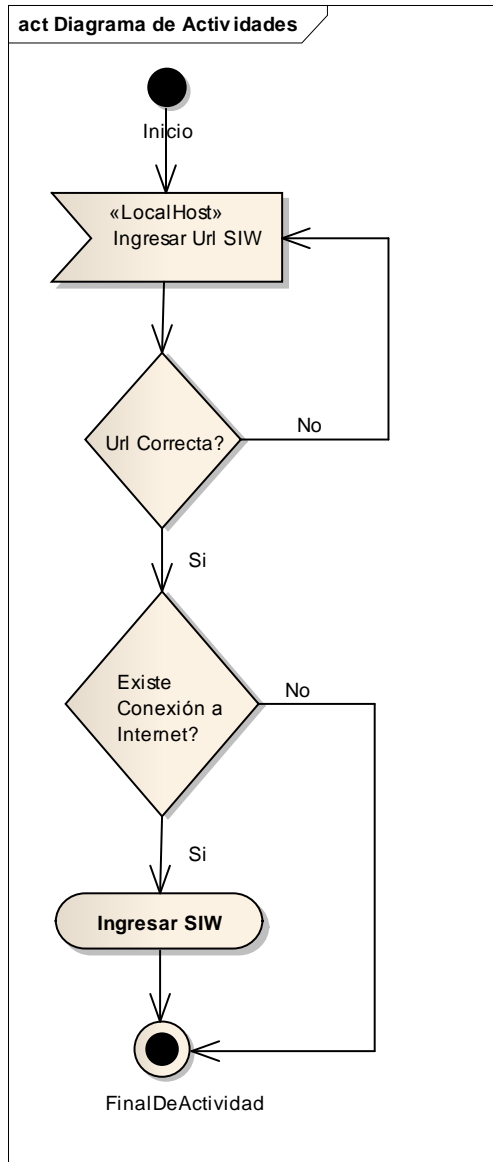 act Diagrama de Actividades
Inicio
«LocalHost»
Ingresar Url SIW
Url Correcta?
No
Si
Existe
Conexión a
Internet?
No
Si
Ingresar SIW
FinalDeActividad